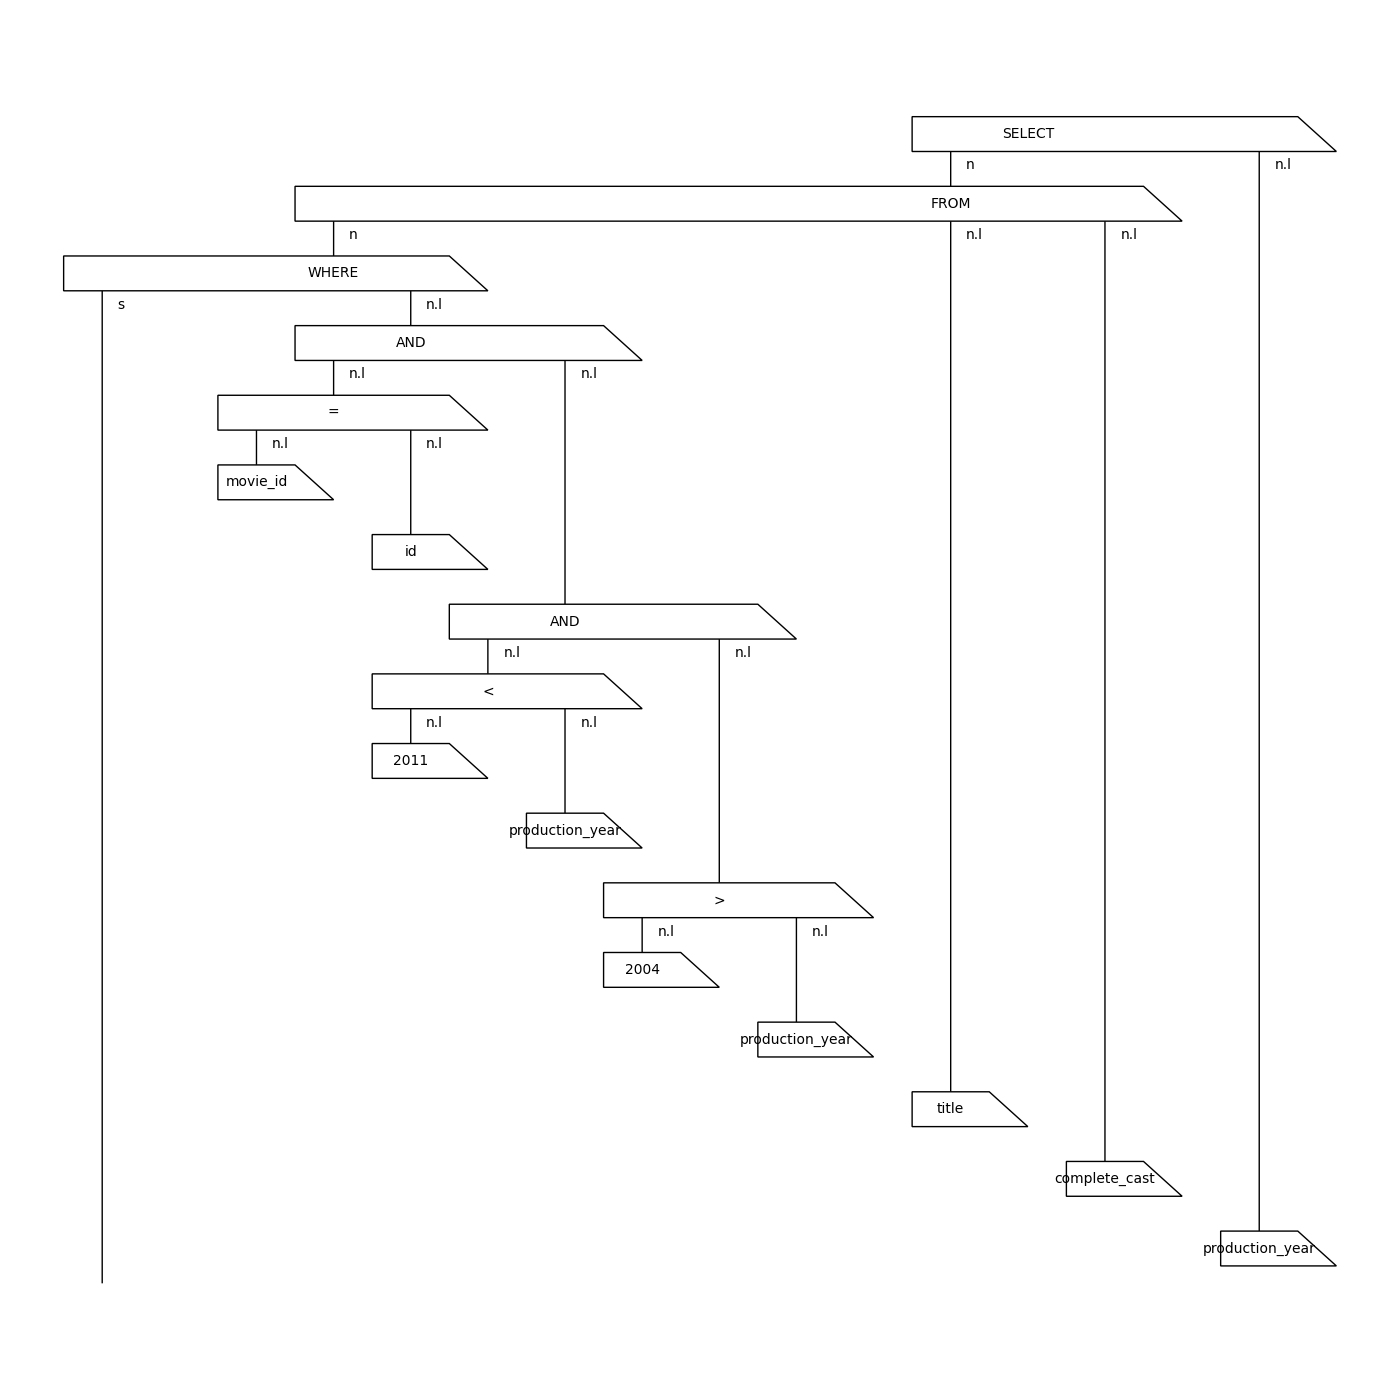 SELECT
n n.l
FROM
n n.l n.l
WHERE
s n.l
AND
n.l n.l
=
n.l n.l
movie_id
id
AND
n.l n.l
<
n.l n.l
2011
production_year
>
n.l n.l
2004
production_year
title
complete_cast
production_year